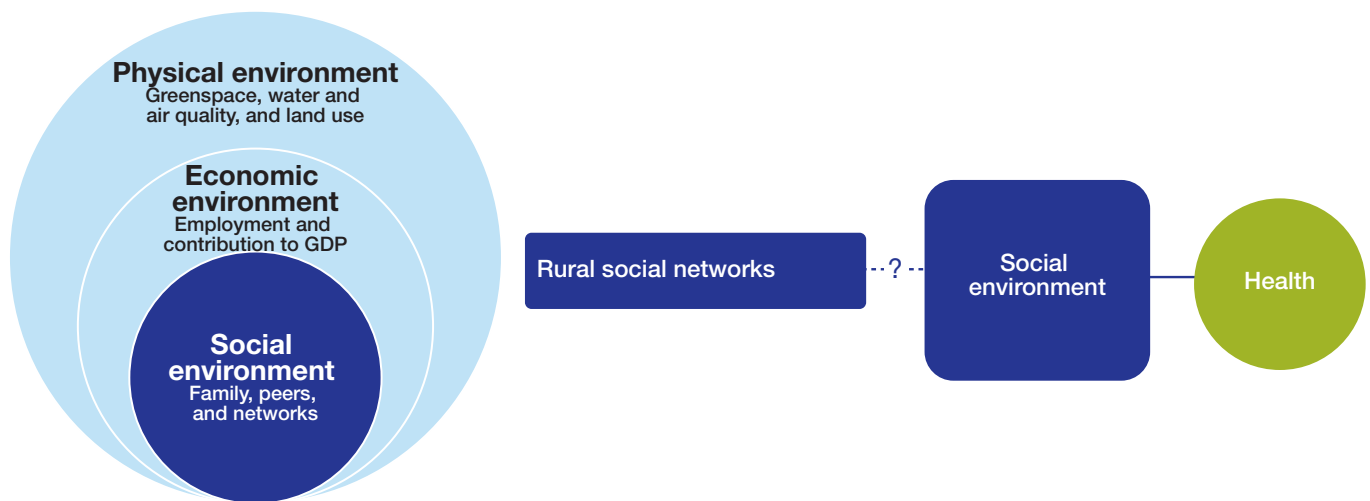 Physical environment
Greenspace, water and
air quality, and land use
Economic
environment
Employment and
contribution to GDP
Social
environment
Family, peers,
and networks
Rural social networks
?
Social
environment
Health